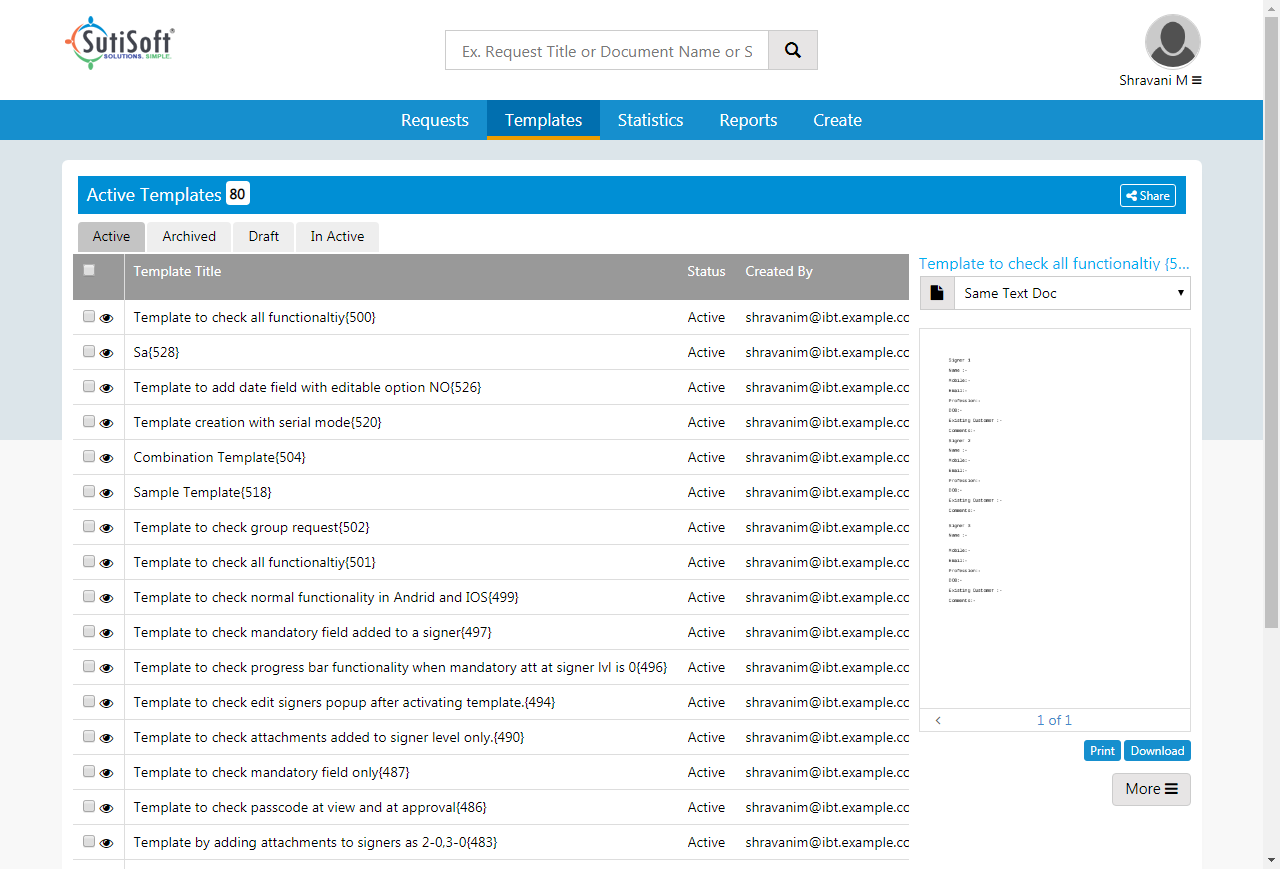 SutiSoft®
SOLUTIONS. SIMPLE.
Ex. Request Title or Document Name or S
Shravani M
Requests
Templates
Statistics
Reports
Create
Active Templates 80
Share
Active
Archived
Draft
In Active
Template Title Status Created By
Template to check all functionaltiy{500} Active shravanim@ibt.example.cc
Sa{528} Active shravanim@ibt.example.cc
Template to add date field with editable option NO{526} Active shravanim@ibt.example.cc
Template creation with serial mode{520} Active shravanim@ibt.example.cc
Combination Template{504} Active shravanim@ibt.example.cc
Sample Template{518} Active shravanim@ibt.example.cc
Template to check group request{502} Active shravanim@ibt.example.cc
Template to check all functionaltiy{501} Active shravanim@ibt.example.cc
Template to check normal functionality in Andrid and IOS{499} Active shravanim@ibt.example.cc
Template to check mandatory field added to a signer{497} Active shravanim@ibt.example.cc
Template to check progress bar functionality when mandatory att at signer lvl is 0{496} Active shravanim@ibt.example.cc
Template to check edit signers popup after activating template.{494} Active shravanim@ibt.example.cc
Template to check attachments added to signer level only.{490} Active shravanim@ibt.example.cc
Template to check mandatory field only{487} Active shravanim@ibt.example.cc
Template to check passcode at view and at approval{486} Active shravanim@ibt.example.cc
Template by adding attachments to signers as 2-0,3-0{483} Active shravanim@ibt.example.cc
Template to check all functionaltiy {5...
Same Text Doc
Signer 1
Name :-
Mobile:-
Email:-
Profession:-
DOB:-
Existing Customer :-
Comments:-
Signer 2
Name :-
Mobile:-
Email:-
Profession:-
DOB:-
Existing Customer :-
Comments:-
Signer 3
Name :-
Mobile:-
Email:-
Profession:-
DOB:-
Existing Customer :-
Comments:-
1 of 1
Print
Download
More